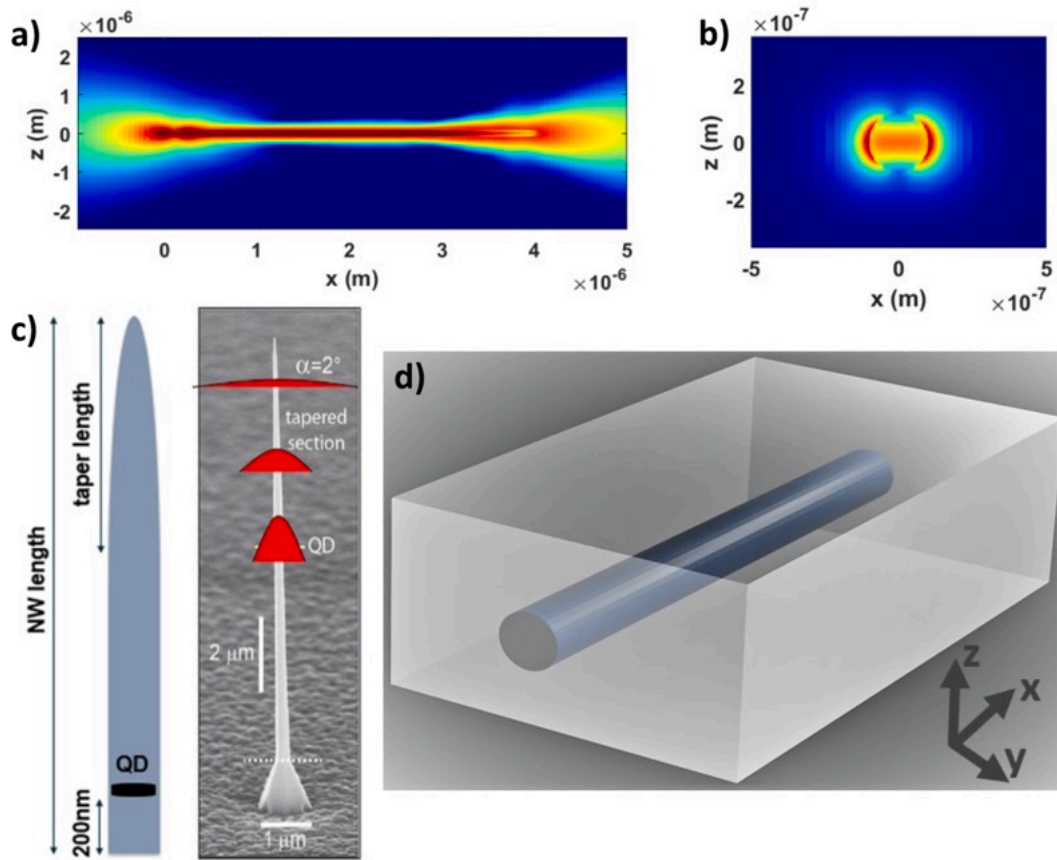 a)
×10⁻⁶
2
1
0
-1
-2
z (m)
0
1
2
3
4
5
x (m)
×10⁻⁶
b)
×10⁻⁷
2
0
-2
z (m)
-5
0
5
x (m)
×10⁻⁷
c)
NW length
taper length
QD
200nm
α=2°
tapered
section
QD
2 μm
1 μm
d)
z
x
y